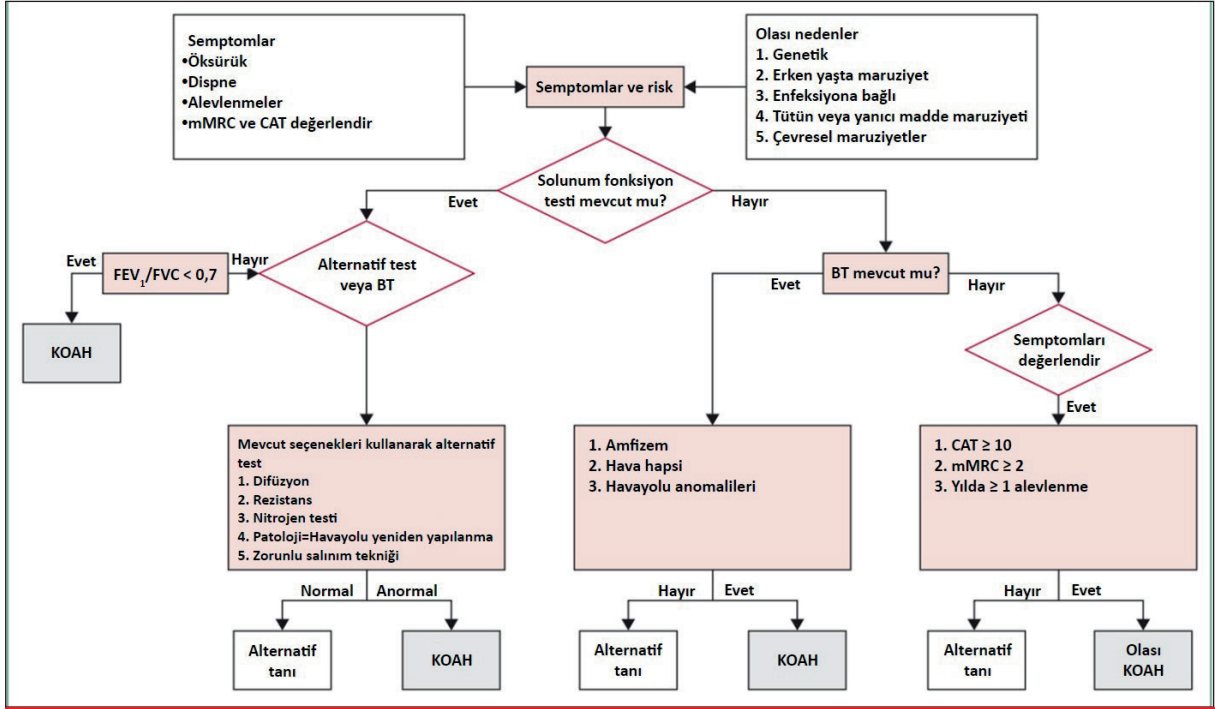 Semptomlar
•Öksürük
•Dispne
•Alevlenmeler
•mMRC ve CAT değerlendir
Semptomlar ve risk
Olası nedenler
1. Genetik
2. Erken yaşta maruziyet
3. Enfeksiyona bağlı
4. Tütün veya yanıcı madde maruziyeti
5. Çevresel maruziyetler
Solunum fonksiyon
testi mevcut mu?
Evet
Hayır
Evet
FEV₁/FVC < 0,7
Hayır
Alternatif test
veya BT
KOAH
BT mevcut mu?
Evet
Hayır
Semptomları
değerlendir
Evet
Mevcut seçenekleri kullanarak alternatif
test
1. Difüzyon
2. Rezistans
3. Nitrojen testi
4. Patoloji=Havayolu yeniden yapılanma
5. Zorunlu salınım tekniği
1. Amfizem
2. Hava hapsi
3. Havayolu anomalileri
1. CAT ≥ 10
2. mMRC ≥ 2
3. Yılda ≥ 1 alevlenme
Normal
Anormal
Hayır
Evet
Hayır
Evet
Alternatif
tanı
KOAH
Alternatif
tanı
KOAH
Alternatif
tanı
Olası
KOAH